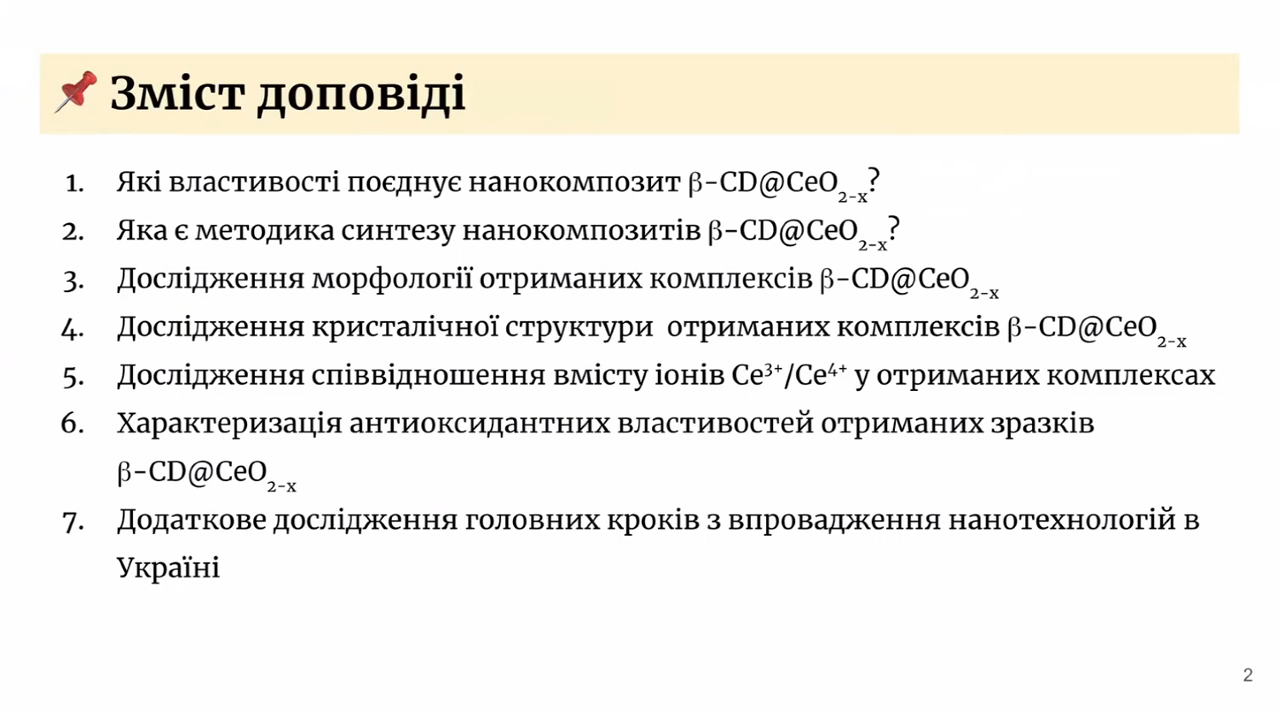 📌 Зміст доповіді
1. Які властивості поєднує нанокомпозит β-CD@CeO₂₋ₓ?
2. Яка є методика синтезу нанокомпозитів β-CD@CeO₂₋ₓ?
3. Дослідження морфології отриманих комплексів β-CD@CeO₂₋ₓ
4. Дослідження кристалічної структури  отриманих комплексів β-CD@CeO₂₋ₓ
5. Дослідження співвідношення вмісту іонів Ce³⁺/Ce⁴⁺ у отриманих комплексах
6. Характеризація антиоксидантних властивостей отриманих зразків
β-CD@CeO₂₋ₓ
7. Додаткове дослідження головних кроків з впровадження нанотехнологій в
Україні
2